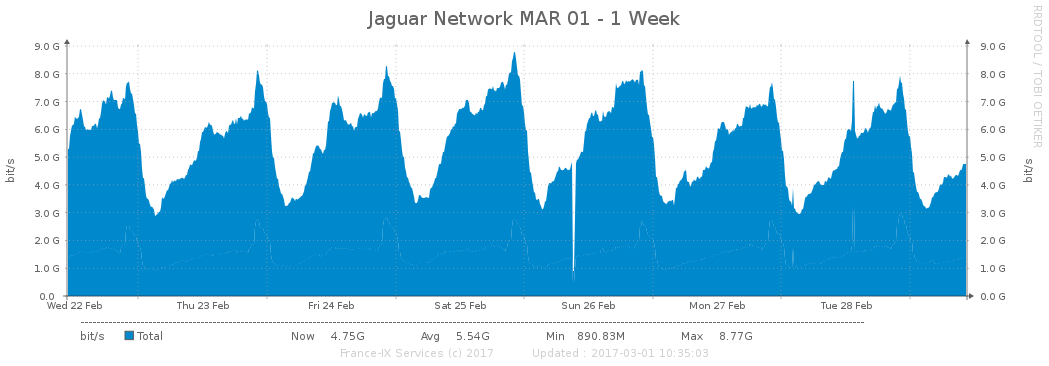 Jaguar Network MAR 01 - 1 Week
RRDTOOL / TOBI OETIKER
9.0 G 9.0 G
8.0 G 8.0 G
7.0 G 7.0 G
6.0 G 6.0 G
5.0 G 5.0 G
4.0 G 4.0 G
3.0 G 3.0 G
2.0 G 2.0 G
1.0 G 1.0 G
0.0 0.0 G
bit/s bit/s
Wed 22 Feb Thu 23 Feb Fri 24 Feb Sat 25 Feb Sun 26 Feb Mon 27 Feb Tue 28 Feb
bit/s Total Now 4.75G Avg 5.54G Min 890.83M Max 8.77G
France-IX Services (c) 2017 Updated : 2017-03-01 10:35:03